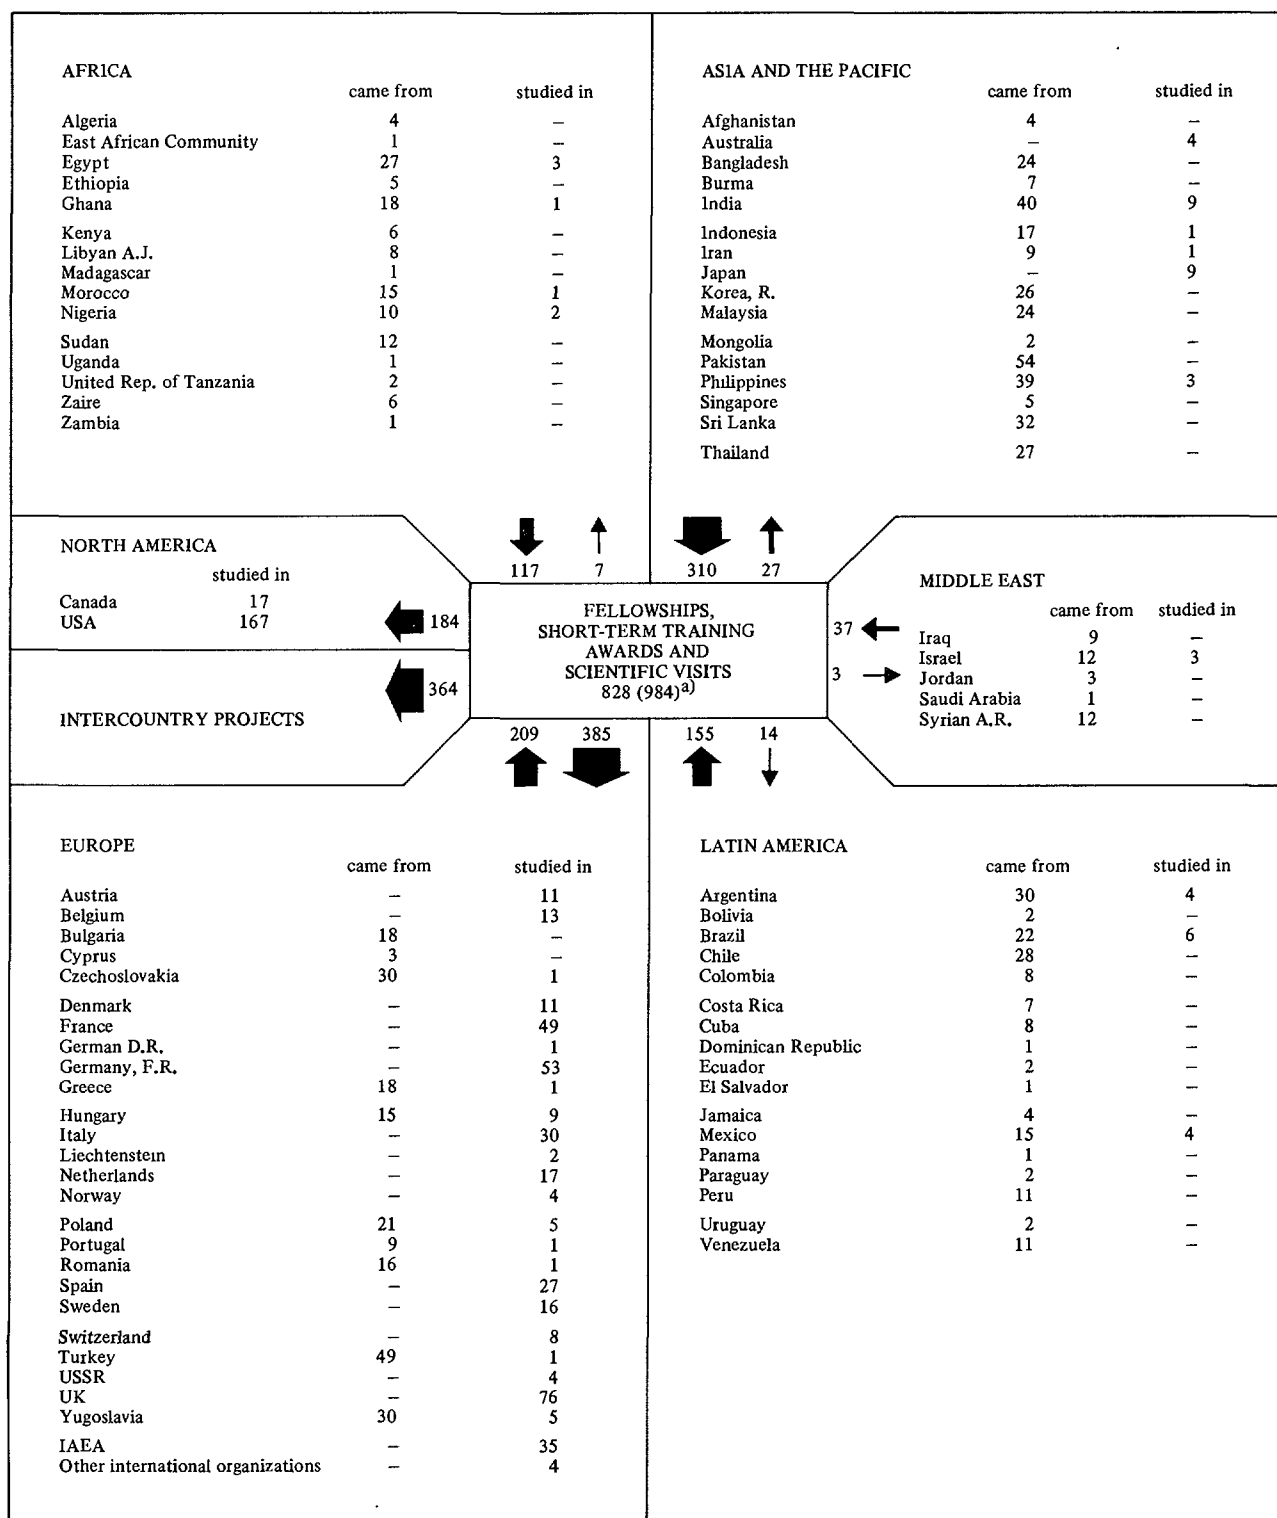 AFRICA
came from studied in
Algeria 4 –
East African Community 1 –
Egypt 27 3
Ethiopia 5 –
Ghana 18 1
Kenya 6 –
Libyan A.J. 8 –
Madagascar 1 –
Morocco 15 1
Nigeria 10 2
Sudan 12 –
Uganda 1 –
United Rep. of Tanzania 2 –
Zaire 6 –
Zambia 1 –
ASIA AND THE PACIFIC
came from studied in
Afghanistan 4 –
Australia – 4
Bangladesh 24 –
Burma 7 –
India 40 9
Indonesia 17 1
Iran 9 1
Japan – 9
Korea, R. 26 –
Malaysia 24 –
Mongolia 2 –
Pakistan 54 –
Philippines 39 3
Singapore 5 –
Sri Lanka 32 –
Thailand 27 –
117 7 310 27
NORTH AMERICA
studied in
Canada 17
USA 167
184
INTERCOUNTRY PROJECTS
364
FELLOWSHIPS,
SHORT-TERM TRAINING
AWARDS AND
SCIENTIFIC VISITS
828 (984)a)
37
3
MIDDLE EAST
came from studied in
Iraq 9 –
Israel 12 3
Jordan 3 –
Saudi Arabia 1 –
Syrian A.R. 12 –
209 385 155 14
EUROPE
came from studied in
Austria – 11
Belgium – 13
Bulgaria 18 –
Cyprus 3 –
Czechoslovakia 30 1
Denmark – 11
France – 49
German D.R. – 1
Germany, F.R. – 53
Greece 18 1
Hungary 15 9
Italy – 30
Liechtenstein – 2
Netherlands – 17
Norway – 4
Poland 21 5
Portugal 9 1
Romania 16 1
Spain – 27
Sweden – 16
Switzerland – 8
Turkey 49 1
USSR – 4
UK – 76
Yugoslavia 30 5
IAEA – 35
Other international organizations – 4
LATIN AMERICA
came from studied in
Argentina 30 4
Bolivia 2 –
Brazil 22 6
Chile 28 –
Colombia 8 –
Costa Rica 7 –
Cuba 8 –
Dominican Republic 1 –
Ecuador 2 –
El Salvador 1 –
Jamaica 4 –
Mexico 15 4
Panama 1 –
Paraguay 2 –
Peru 11 –
Uruguay 2 –
Venezuela 11 –